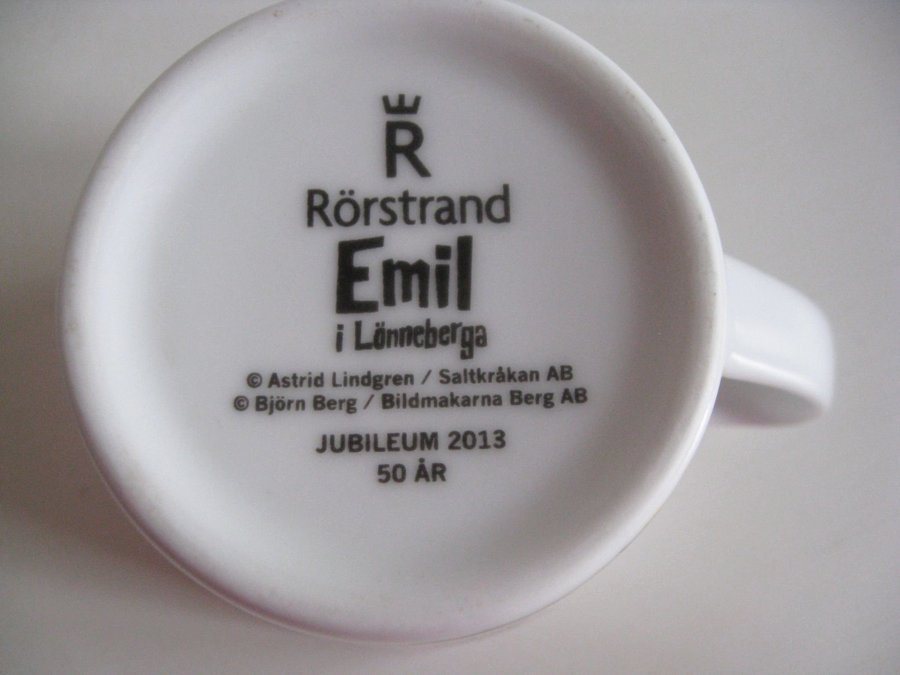 R
Rörstrand
Emil
i Lönneberga
© Astrid Lindgren / Saltkråkan AB
© Björn Berg / Bildmakarna Berg AB
JUBILEUM 2013
50 ÅR